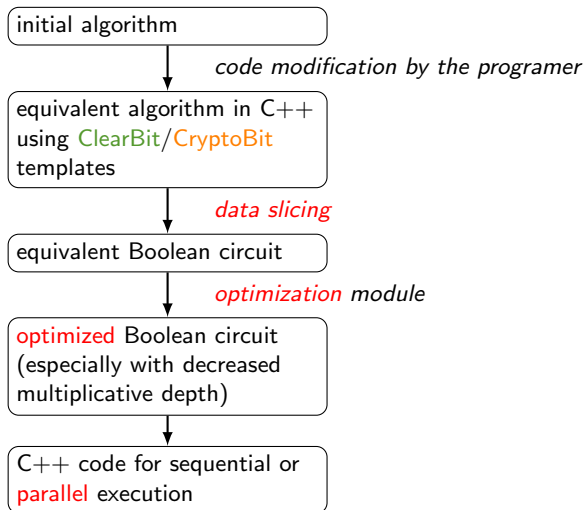 initial algorithm
code modification by the programer
equivalent algorithm in C++
using ClearBit/CryptoBit
templates
data slicing
equivalent Boolean circuit
optimization module
optimized Boolean circuit
(especially with decreased
multiplicative depth)
C++ code for sequential or
parallel execution